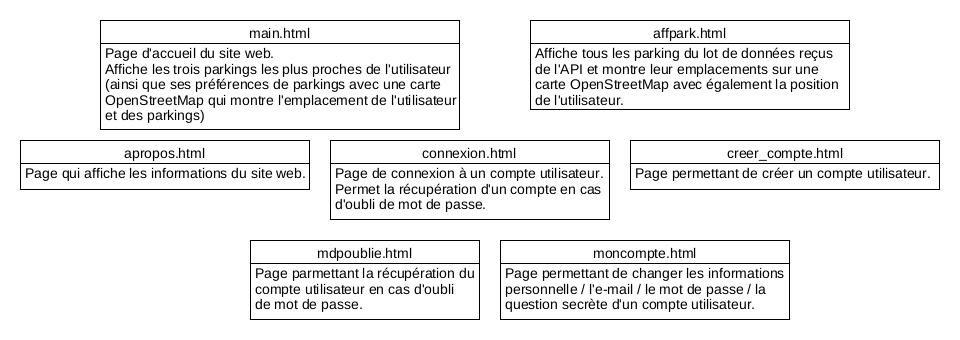 main.html
Page d'accueil du site web.
Affiche les trois parkings les plus proches de l'utilisateur
(ainsi que ses préférences de parkings avec une carte
OpenStreetMap qui montre l'emplacement de l'utilisateur
et des parkings)
affpark.html
Affiche tous les parking du lot de données reçus
de l'API et montre leur emplacements sur une
carte OpenStreetMap avec également la position
de l'utilisateur.
apropos.html
Page qui affiche les informations du site web.
connexion.html
Page de connexion à un compte utilisateur.
Permet la récupération d'un compte en cas
d'oubli de mot de passe.
creer_compte.html
Page permettant de créer un compte utilisateur.
mdpoublie.html
Page parmettant la récupération du
compte utilisateur en cas d'oubli
de mot de passe.
moncompte.html
Page permettant de changer les informations
personnelle / l'e-mail / le mot de passe / la
question secrète d'un compte utilisateur.